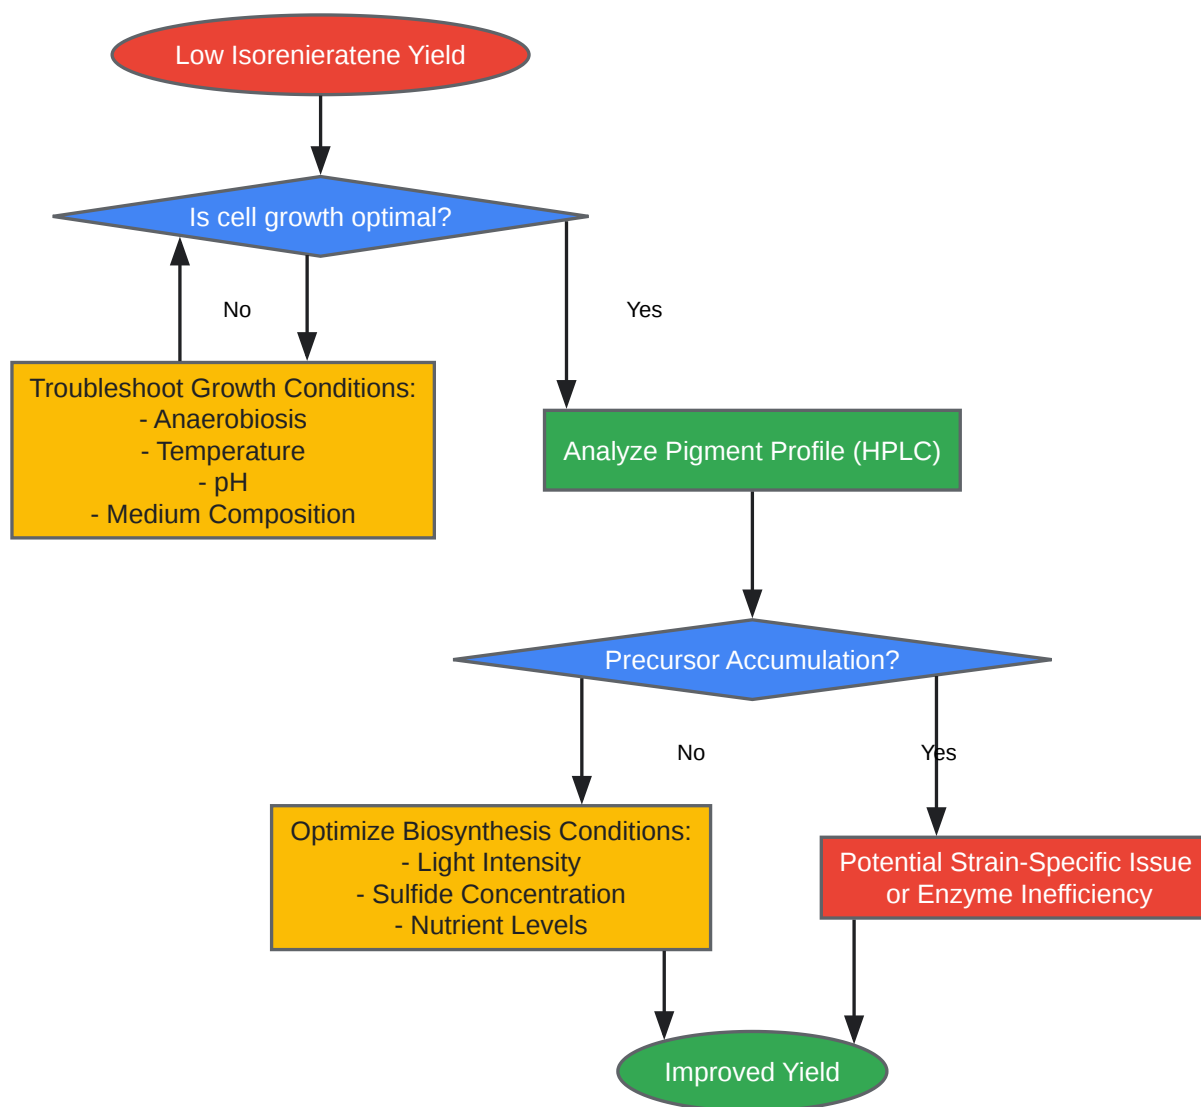 Low Isorenieratene Yield
Is cell growth optimal?
No
Yes
Troubleshoot Growth Conditions:
- Anaerobiosis
- Temperature
- pH
- Medium Composition
Analyze Pigment Profile (HPLC)
Precursor Accumulation?
No
Yes
Optimize Biosynthesis Conditions:
- Light Intensity
- Sulfide Concentration
- Nutrient Levels
Potential Strain-Specific Issue
or Enzyme Inefficiency
Improved Yield